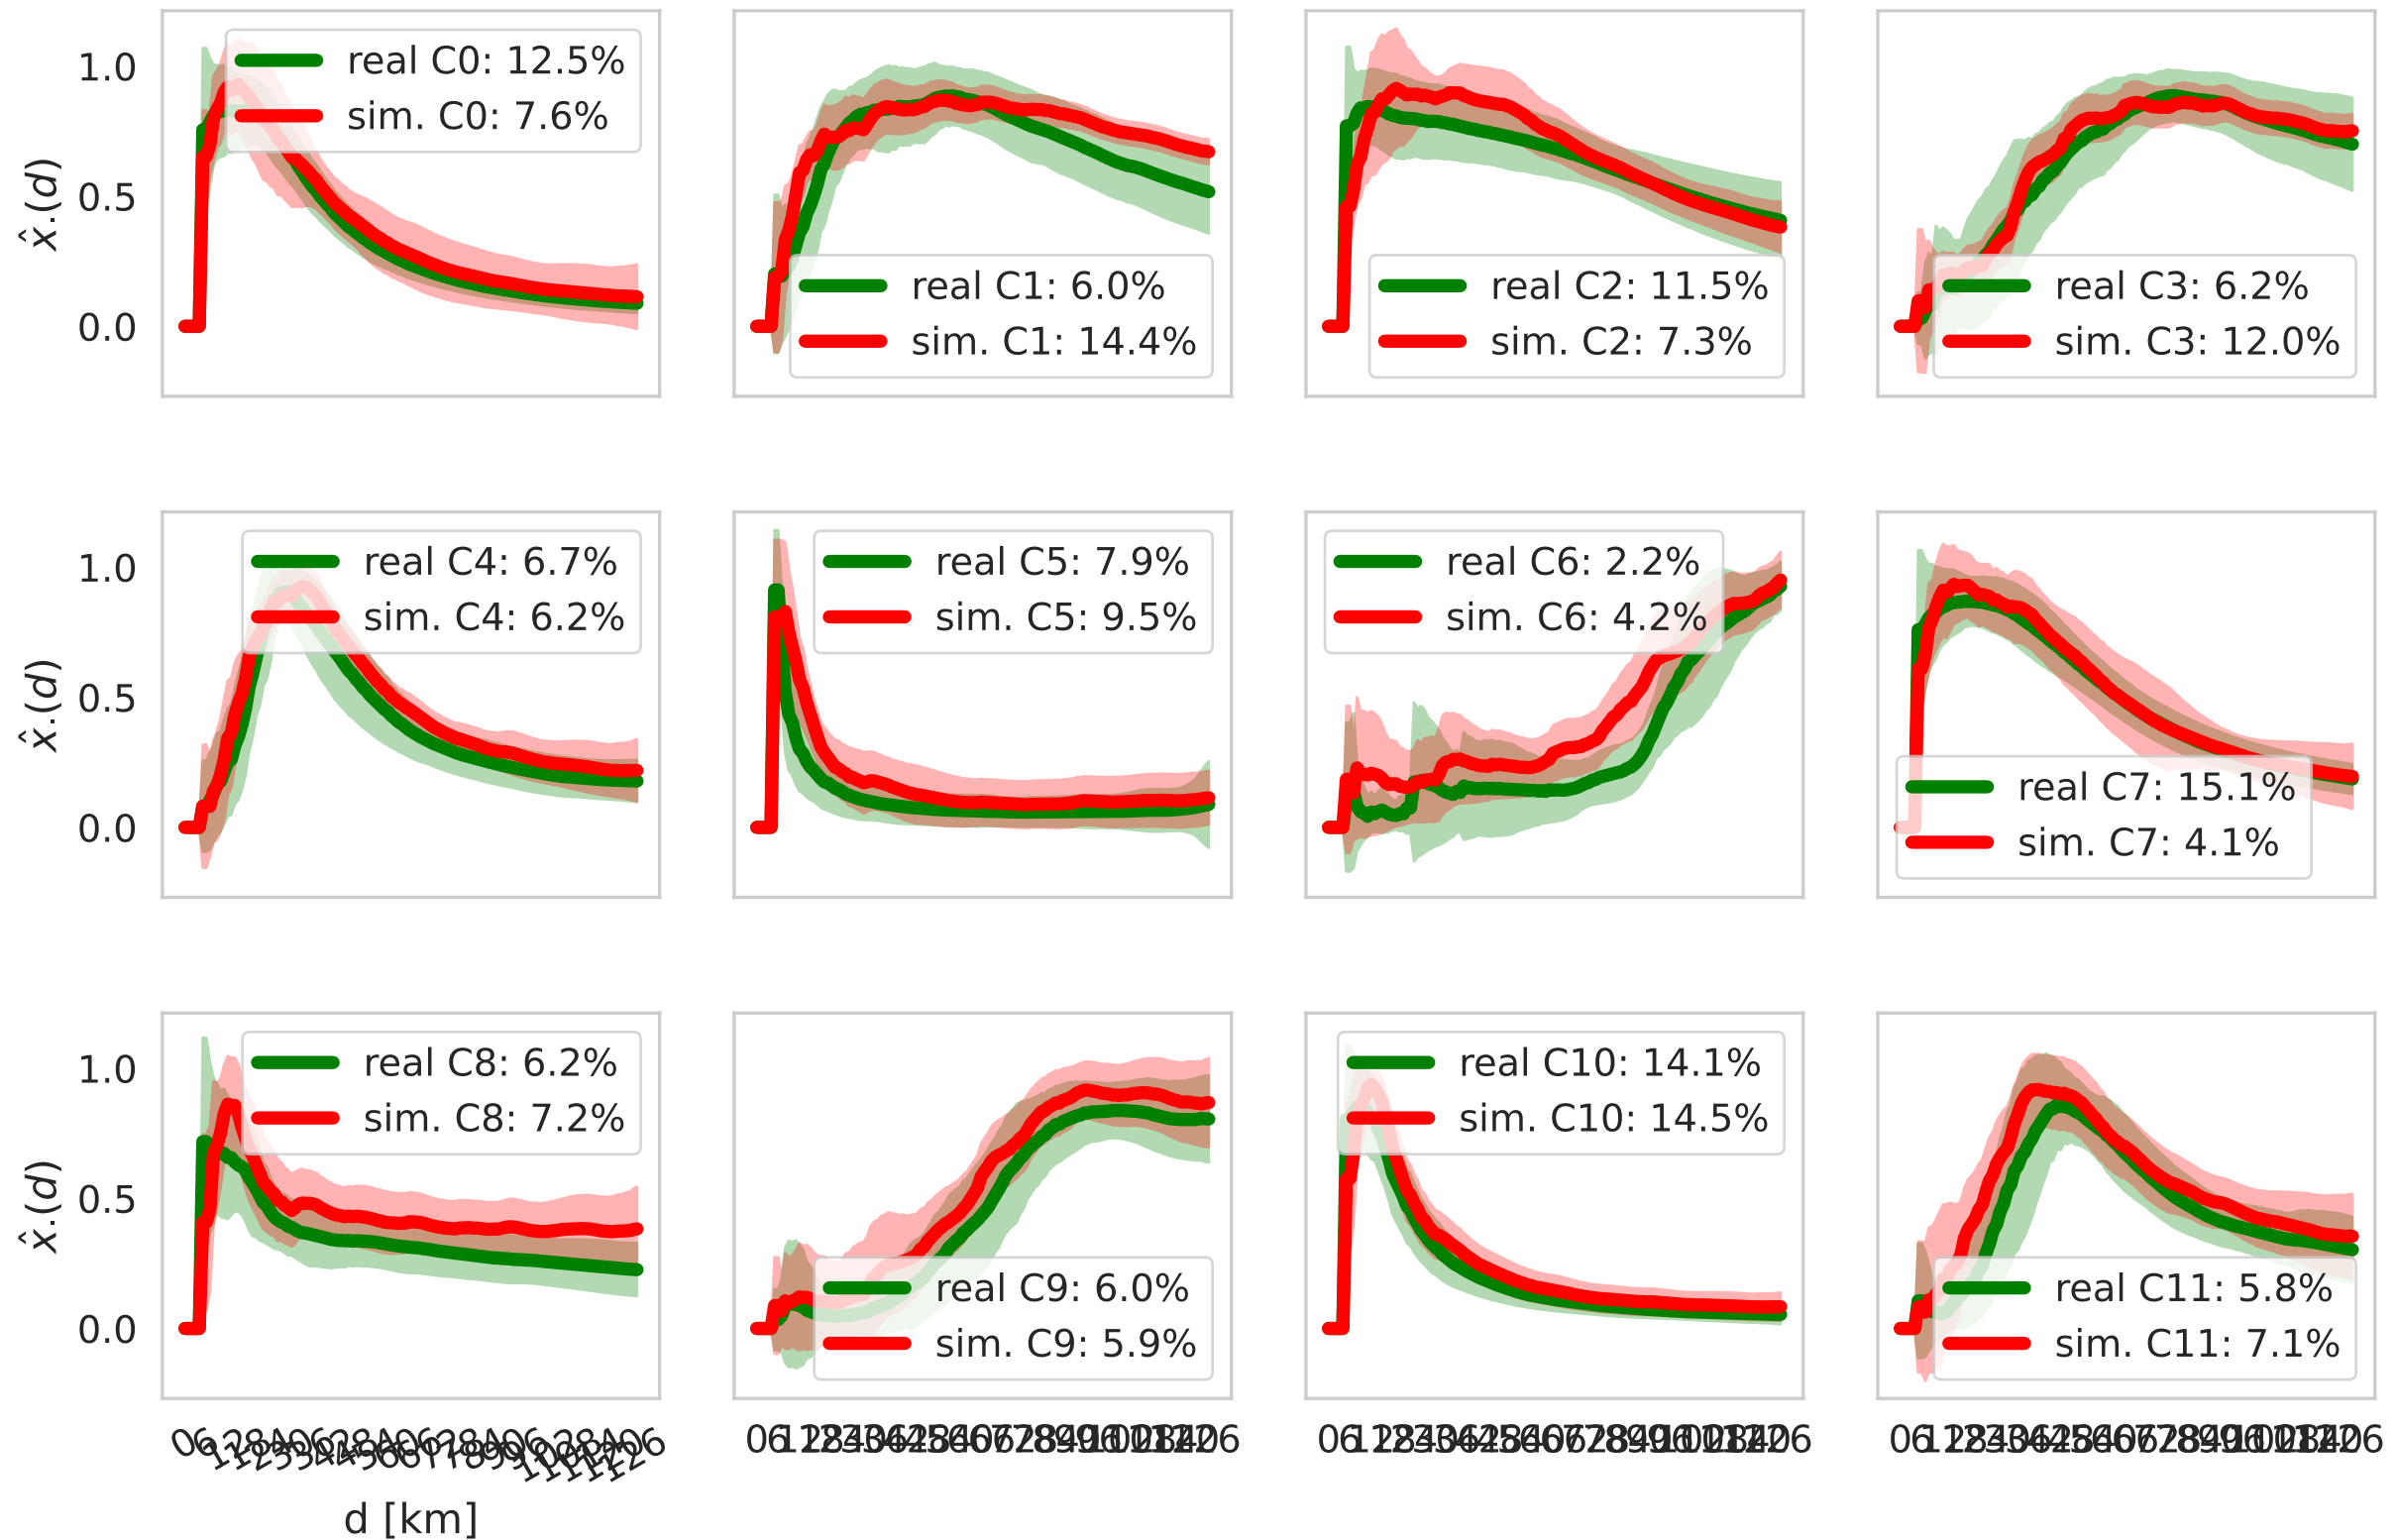 1.0
0.5
0.0
x̂.(d)
real C0: 12.5%
sim. C0: 7.6%
real C1: 6.0%
sim. C1: 14.4%
real C2: 11.5%
sim. C2: 7.3%
real C3: 6.2%
sim. C3: 12.0%
1.0
0.5
0.0
x̂.(d)
real C4: 6.7%
sim. C4: 6.2%
real C5: 7.9%
sim. C5: 9.5%
real C6: 2.2%
sim. C6: 4.2%
real C7: 15.1%
sim. C7: 4.1%
1.0
0.5
0.0
x̂.(d)
real C8: 6.2%
sim. C8: 7.2%
real C9: 6.0%
sim. C9: 5.9%
real C10: 14.1%
sim. C10: 14.5%
real C11: 5.8%
sim. C11: 7.1%
d [km]